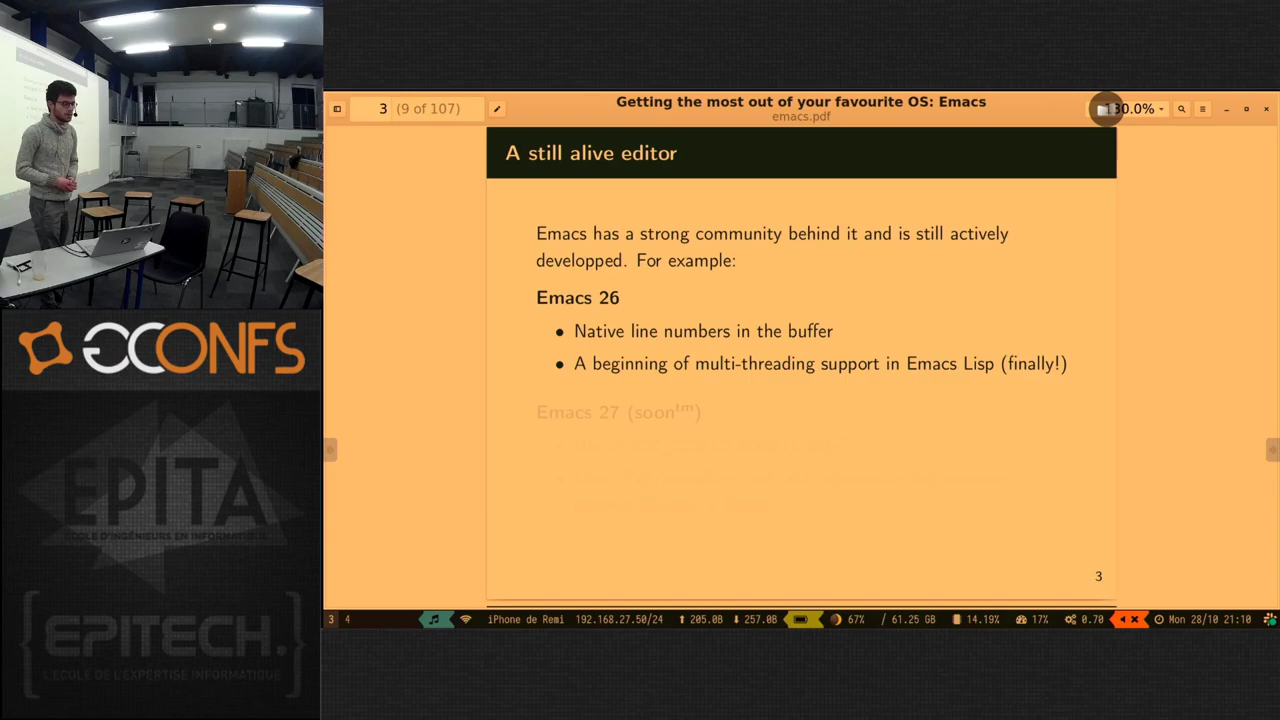 3 (9 of 107)
Getting the most out of your favourite OS: Emacs
emacs.pdf
130.0%
A still alive editor
Emacs has a strong community behind it and is still actively
developped. For example:
Emacs 26
• Native line numbers in the buffer
• A beginning of multi-threading support in Emacs Lisp (finally!)
Emacs 27 (soon™)
3
3 4 iPhone de Remi 192.168.27.50/24 205.0B 257.0B 67% / 61.25 GB 14.19% 17% 0.70 Mon 28/10 21:10
GCONFS
EPITA
ÉCOLE D'INGÉNIEURS EN INFORMATIQUE
{EPITECH.}
L'ECOLE DE L'EXPERTISE INFORMATIQUE